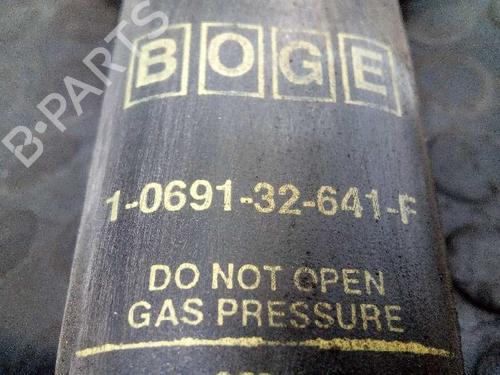 BOGE
1-0691-32-641-F
DO NOT OPEN
GAS PRESSURE
B-PARTS